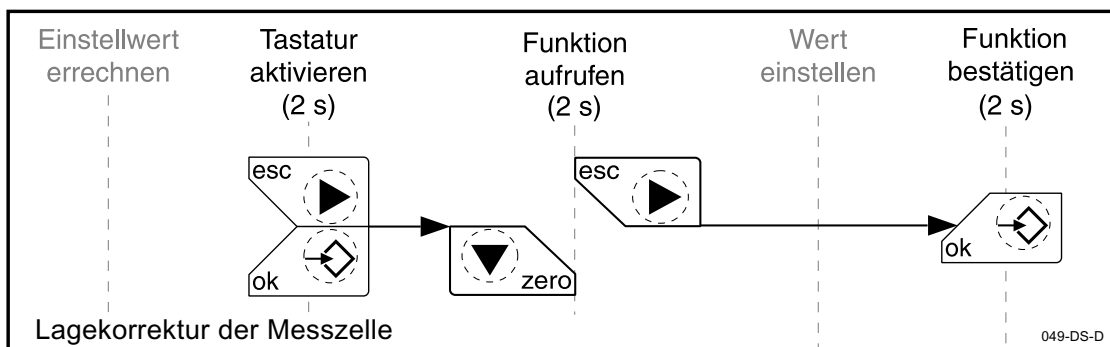 Einstellwert
errechnen
Tastatur
aktivieren
(2 s)
Funktion
aufrufen
(2 s)
Wert
einstellen
Funktion
bestätigen
(2 s)
esc
ok
zero
esc
ok
Lagekorrektur der Messzelle
049-DS-D